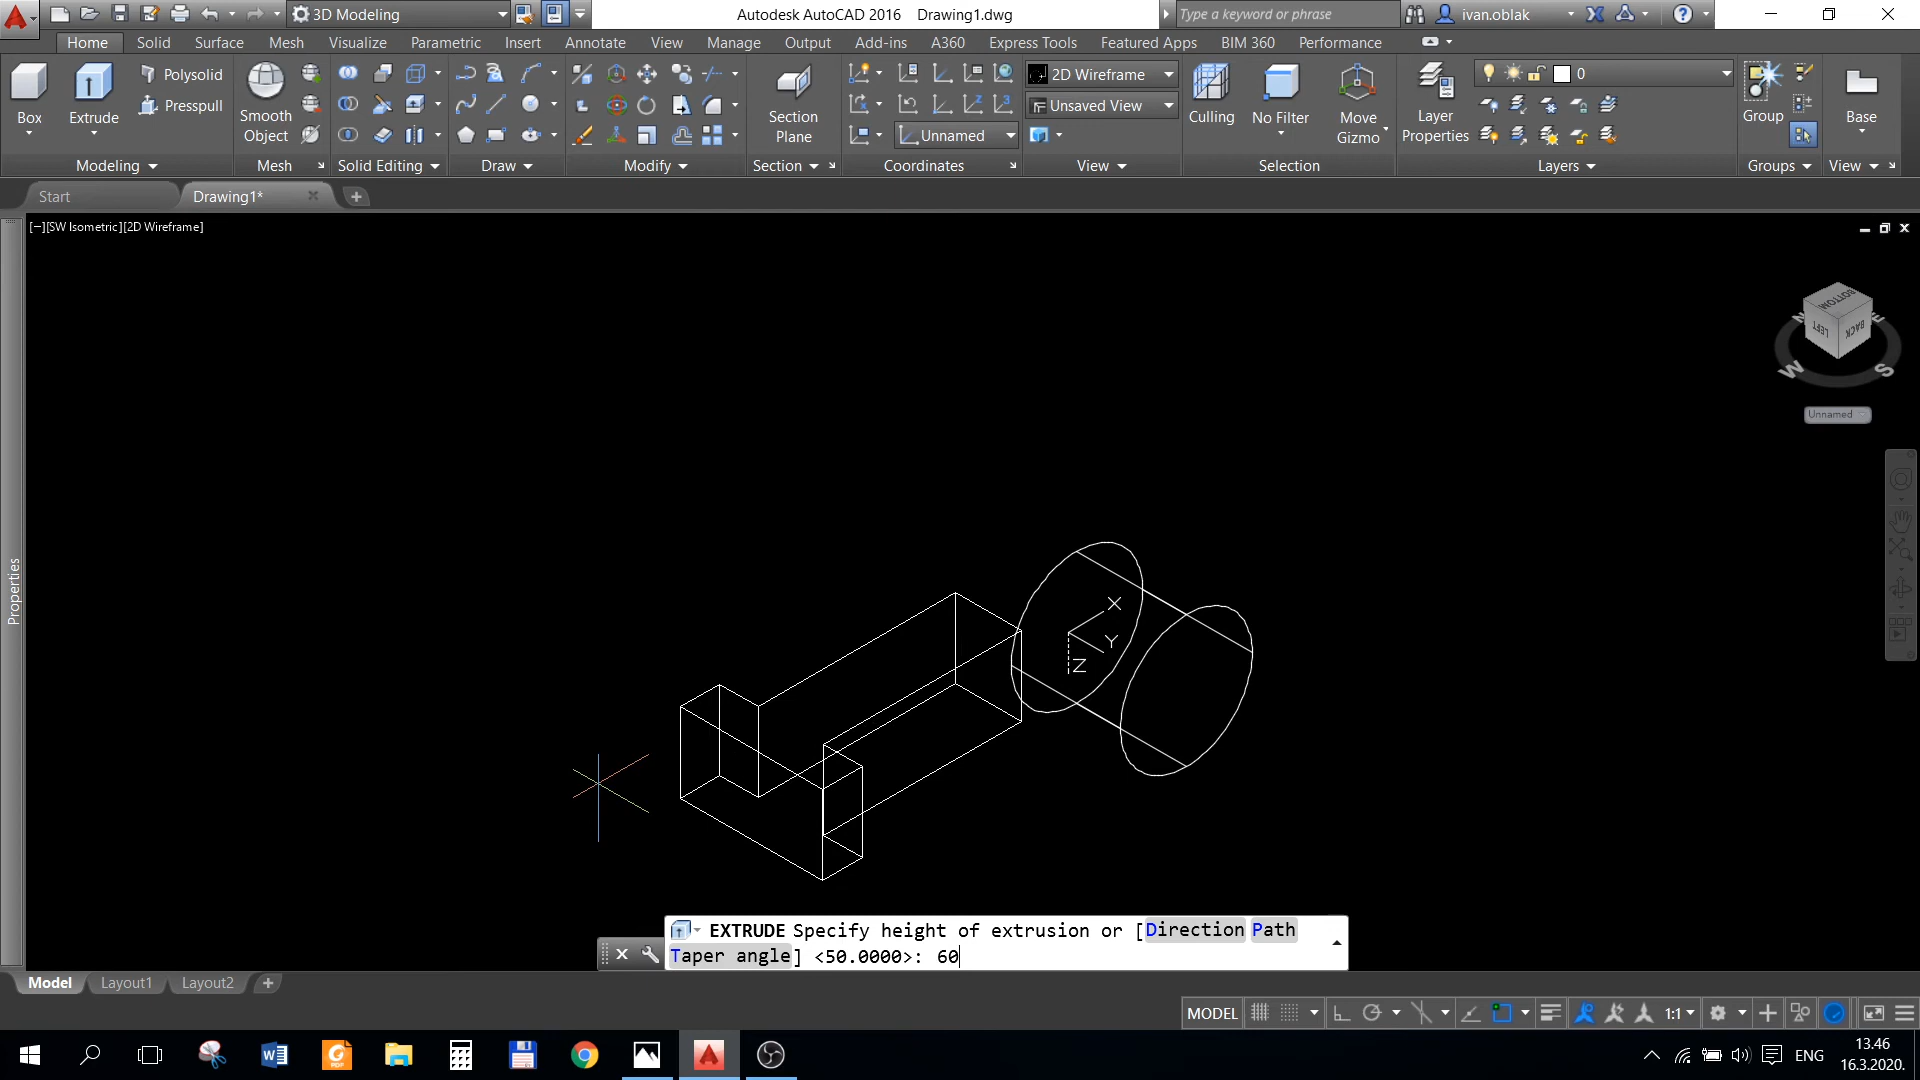 3D Modeling
Autodesk AutoCAD 2016 Drawing1.dwg
Type a keyword or phrase
ivan.oblak
Home Solid Surface Mesh Visualize Parametric Insert Annotate View Manage Output Add-ins A360 Express Tools Featured Apps BIM 360 Performance
Box
Extrude
Polysolid
Presspull
Smooth
Object
Section
Plane
2D Wireframe
Unsaved View
Unnamed
Culling
No Filter
Move
Gizmo
Layer
Properties
0
Group
Base
Modeling Mesh Solid Editing Draw Modify Section Coordinates View Selection Layers Groups View
Start Drawing1*
[−][SW Isometric][2D Wireframe]
BOTTOM
LEFT
BACK
N
E
W
S
Unnamed
Properties
X
Y
Z
EXTRUDE Specify height of extrusion or [Direction Path
Taper angle] <50.0000>: 60
Model Layout1 Layout2
MODEL
1:1
ENG
13.46
16.3.2020.